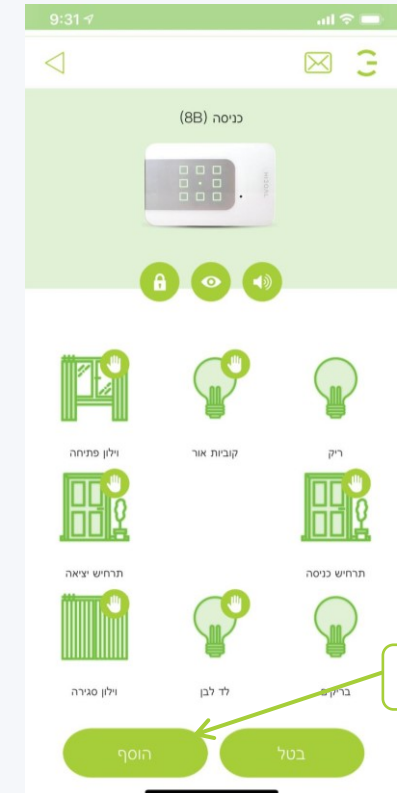 9:31
כניסה (8B)
ריק
קוביות אור
וילון פתיחה
תרחיש כניסה
תרחיש יציאה
לד לבן
וילון סגירה
בטל
הוסף